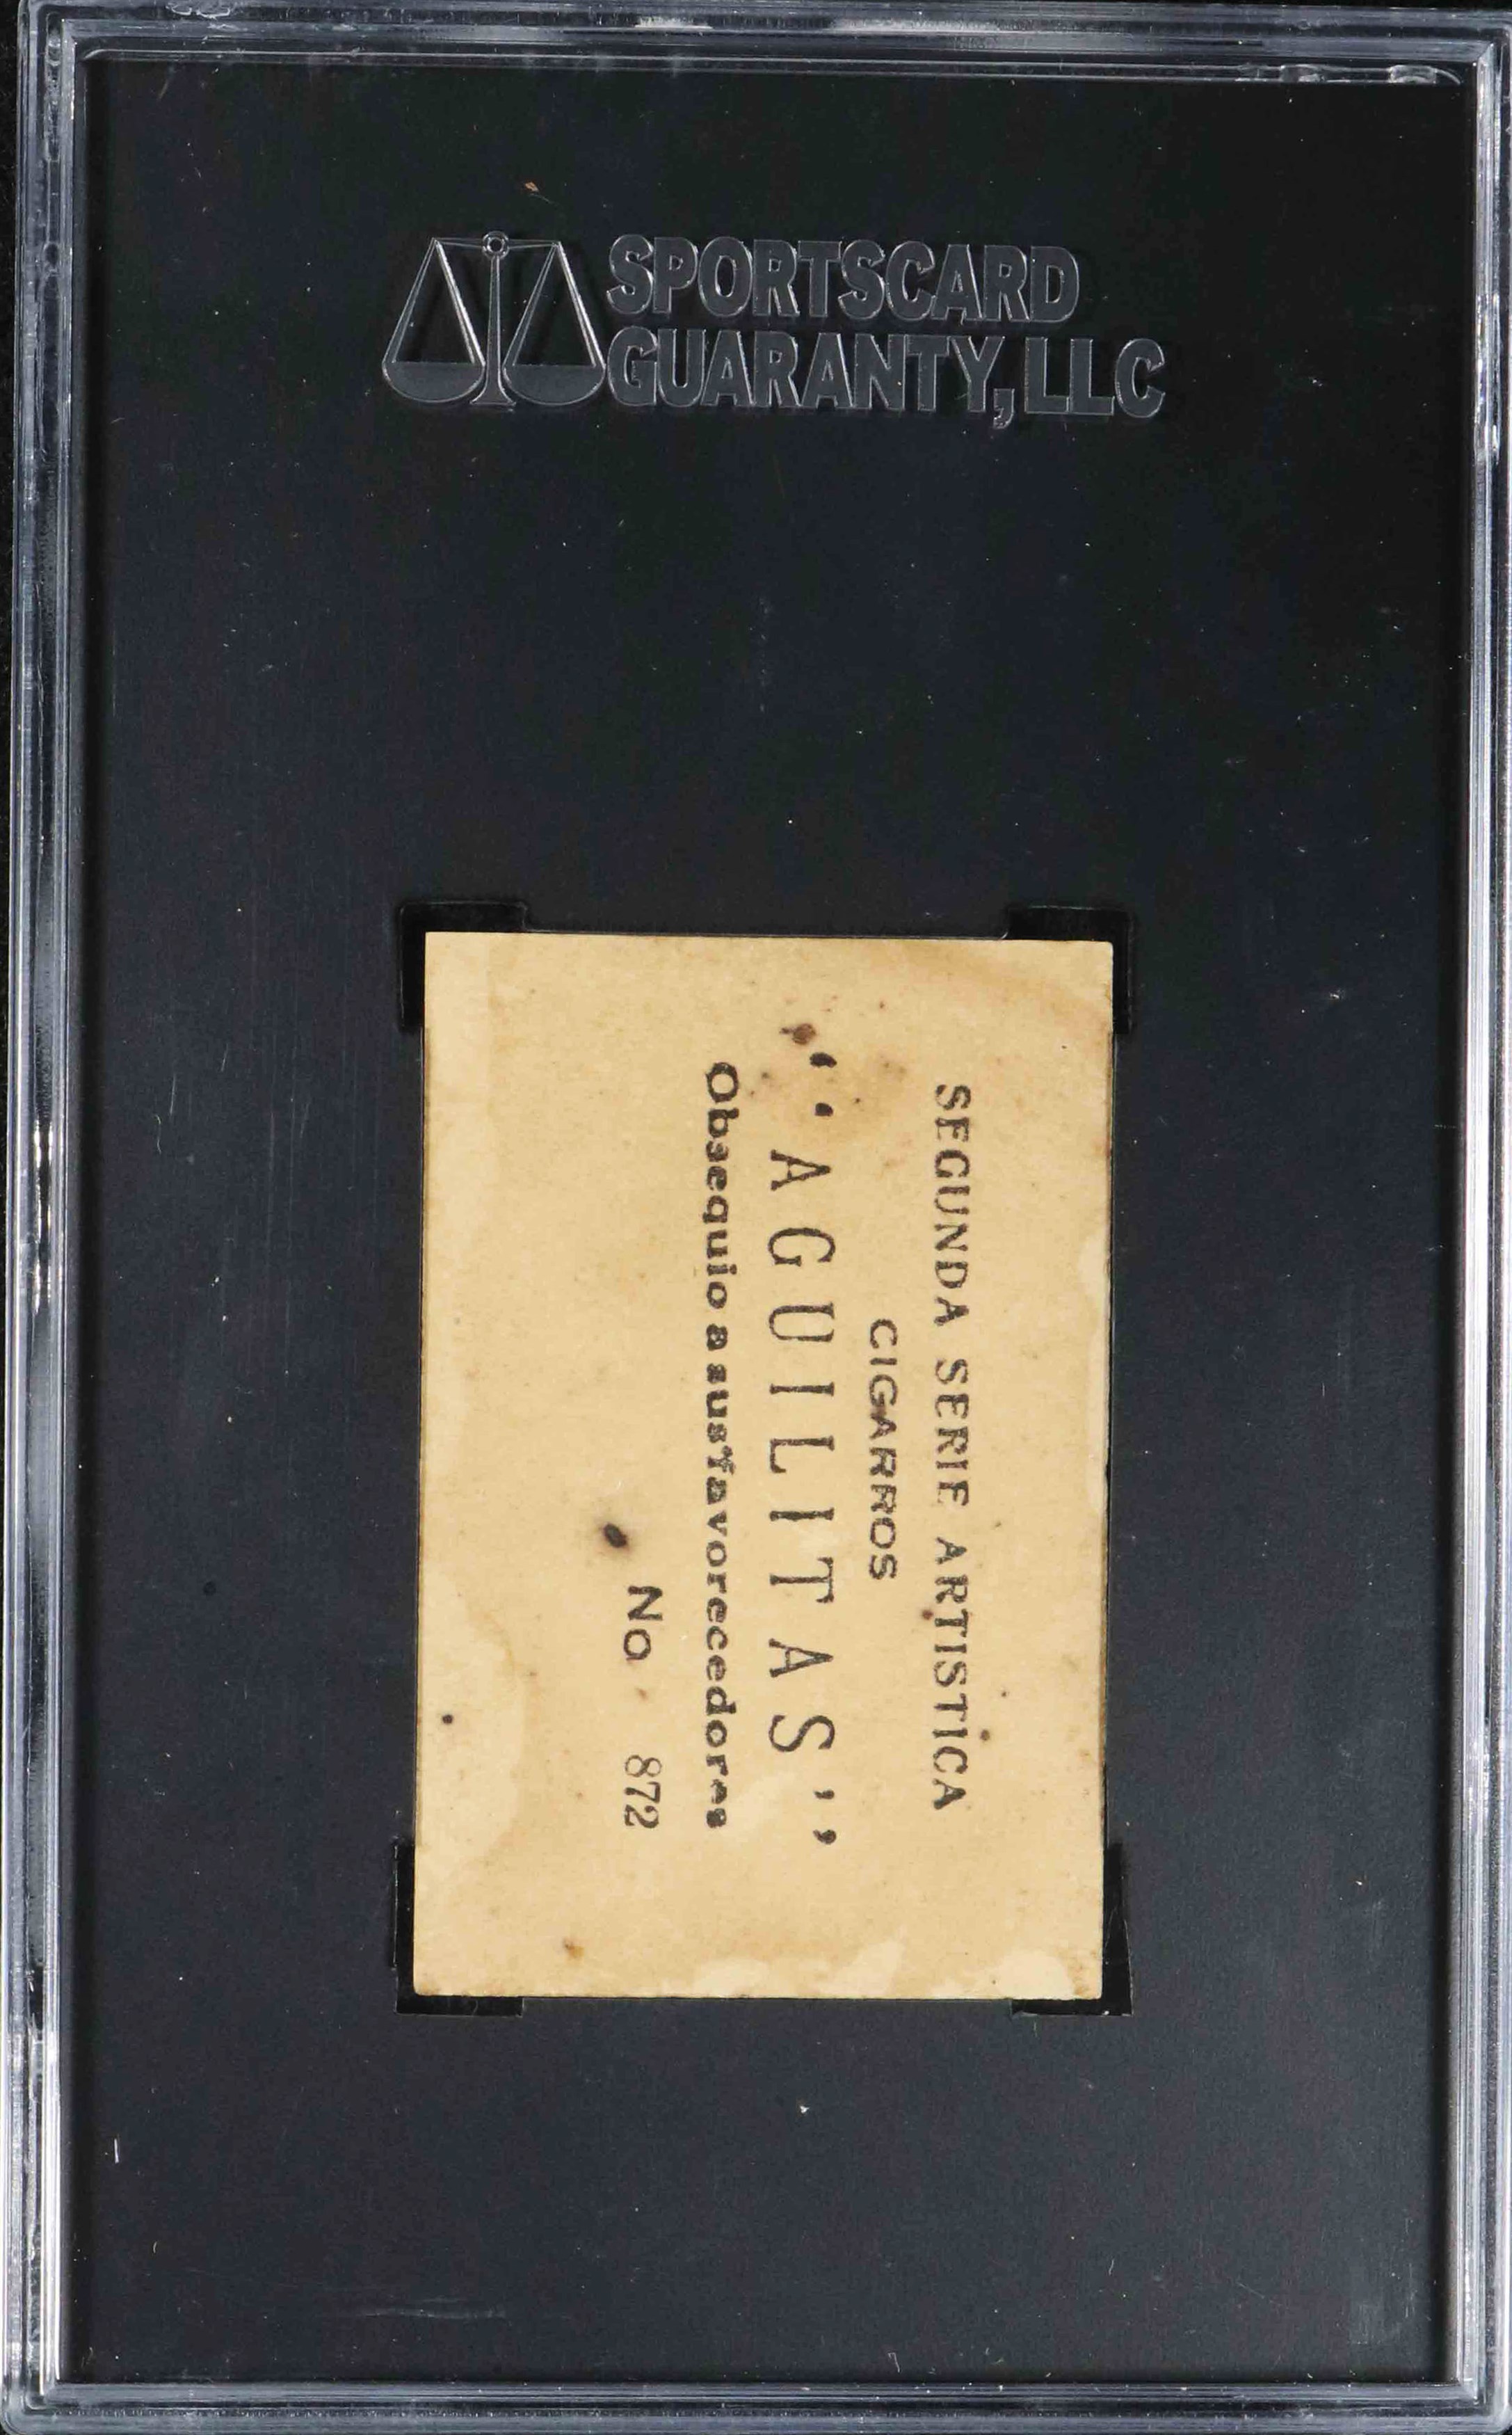 SPORTSCARD
GUARANTY, LLC
SEGUNDA SERIE ARTISTICA
CIGARROS
‘‘AGUILITAS’’
Obsequio a sus favorecedores
No 872